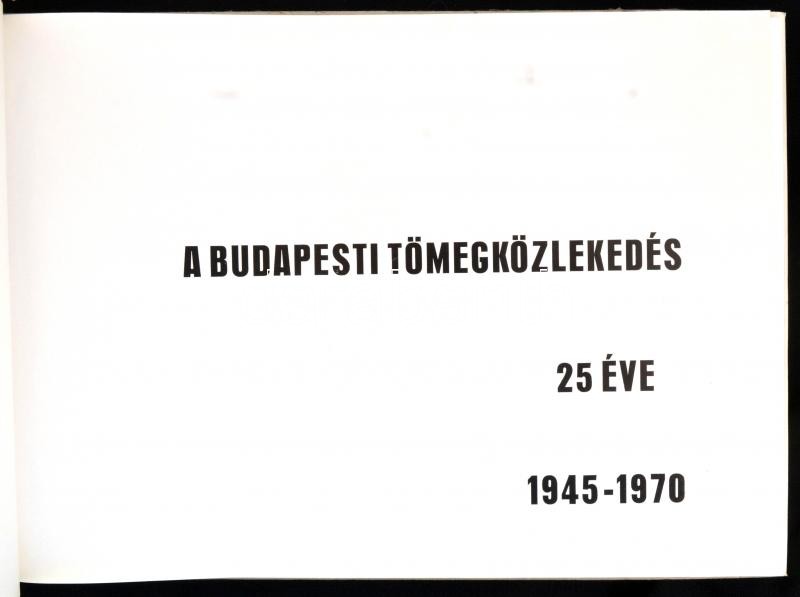 A BUDAPESTI TÖMEGKÖZLEKEDÉS
25 ÉVE
1945-1970